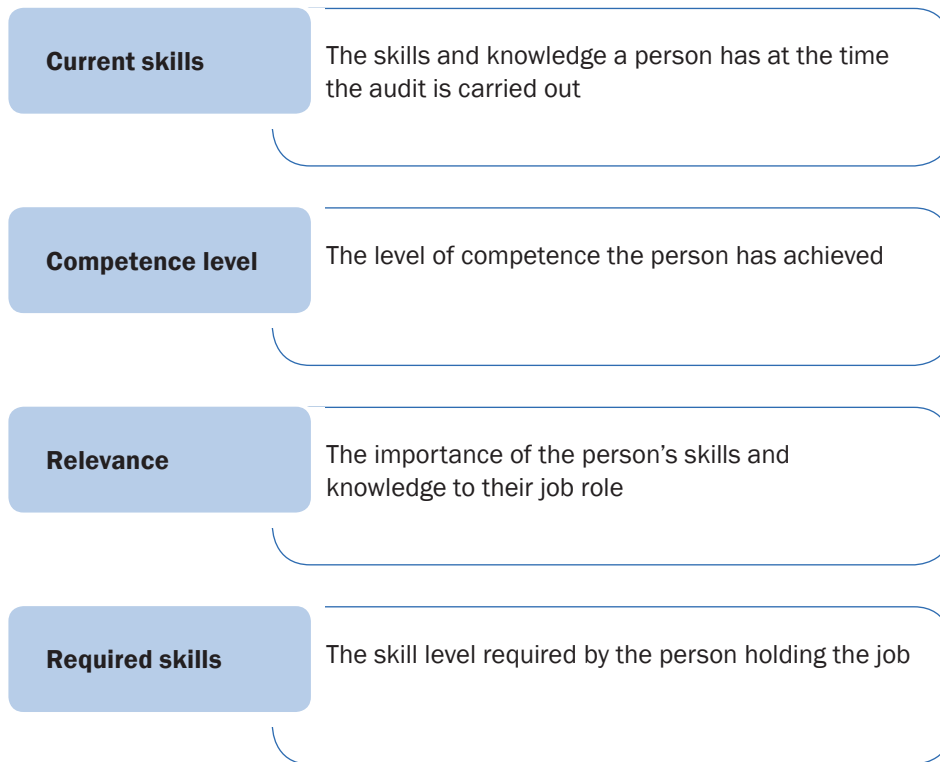 Current skills
The skills and knowledge a person has at the time
the audit is carried out
Competence level
The level of competence the person has achieved
Relevance
The importance of the person’s skills and
knowledge to their job role
Required skills
The skill level required by the person holding the job